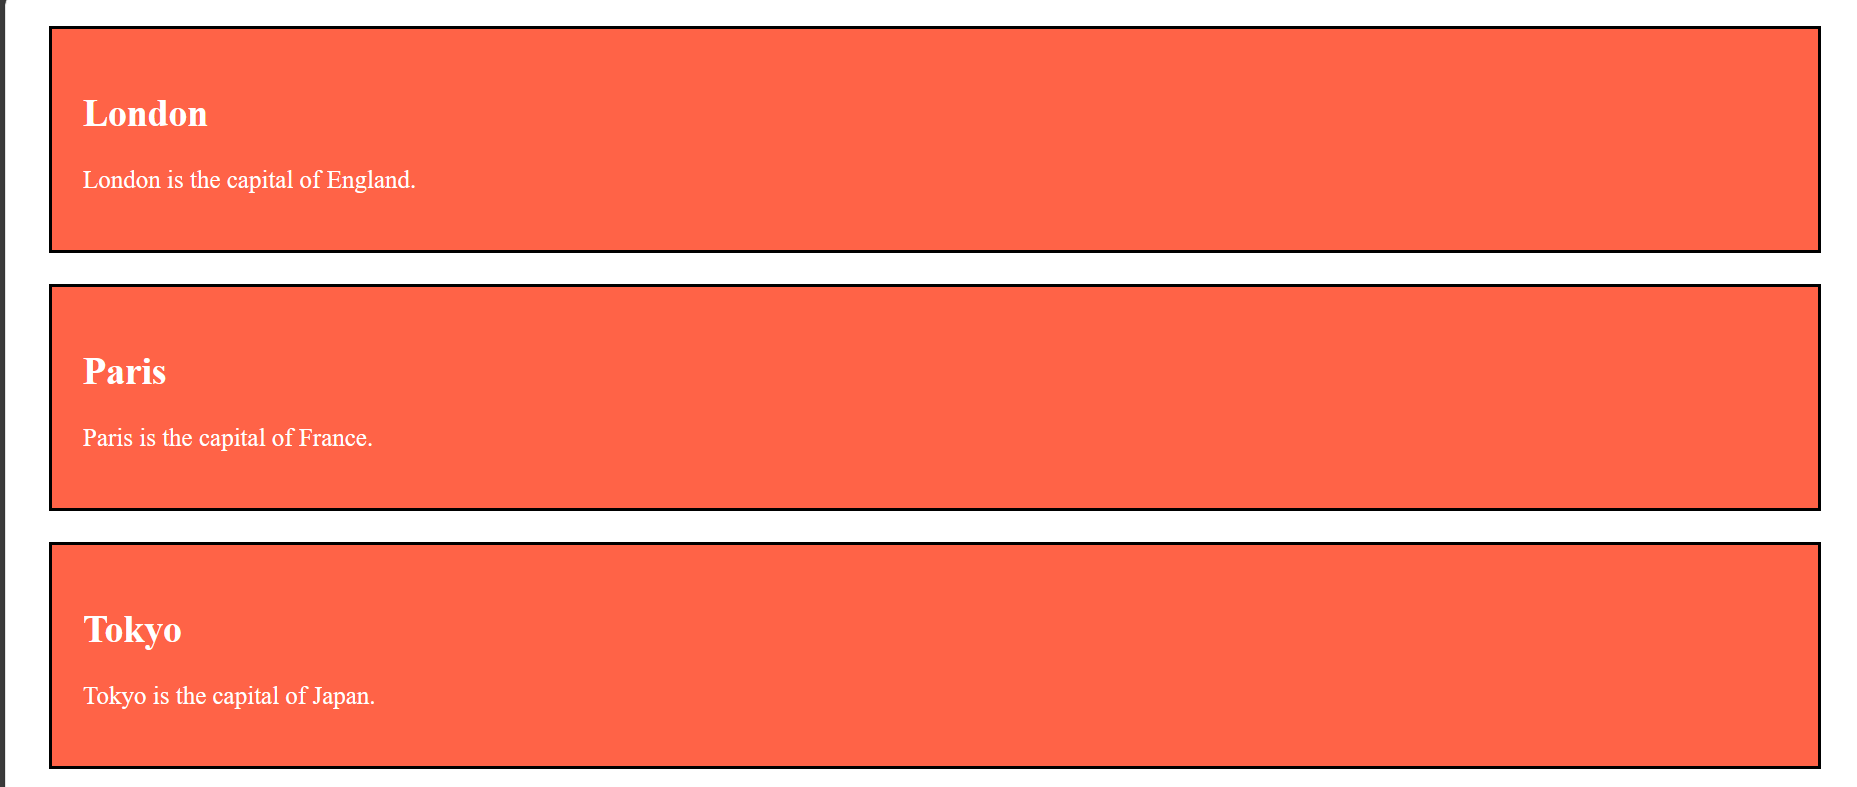 London
London is the capital of England.
Paris
Paris is the capital of France.
Tokyo
Tokyo is the capital of Japan.